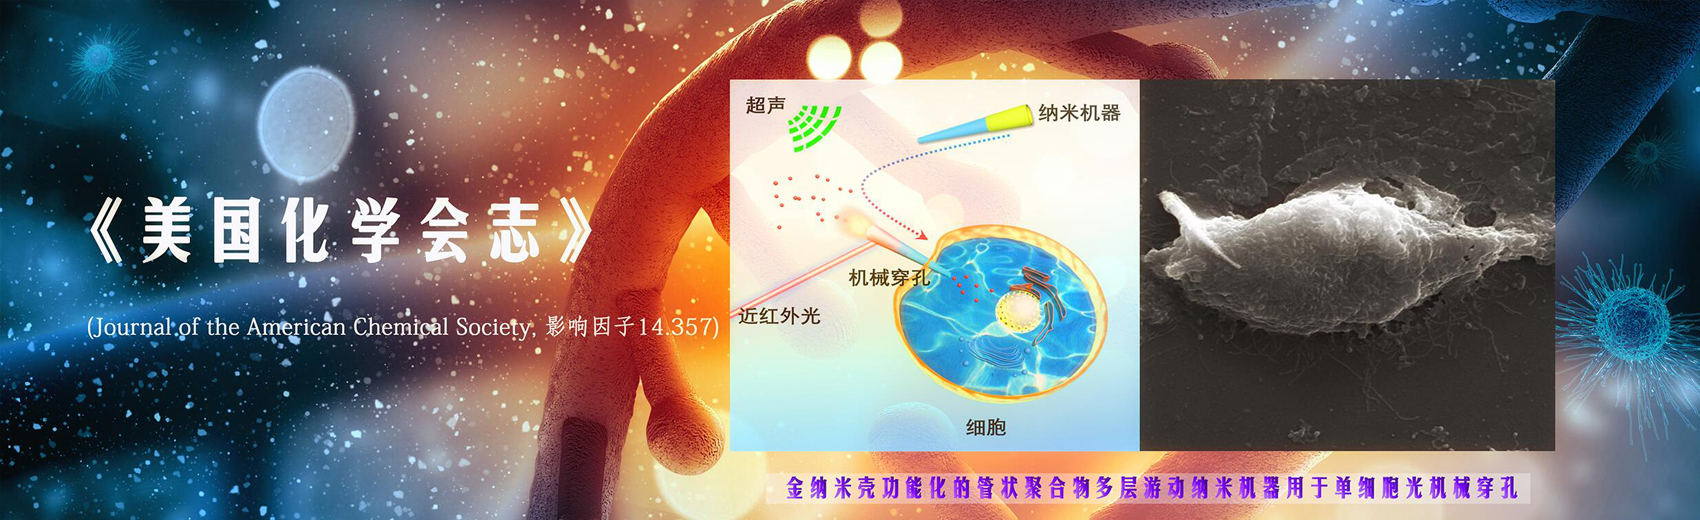 《美国化学会志》
(Journal of the American Chemical Society, 影响因子14.357)
超声
纳米机器
机械穿孔
近红外光
细胞
金纳米壳功能化的管状聚合物多层游动纳米机器用于单细胞光机械穿孔